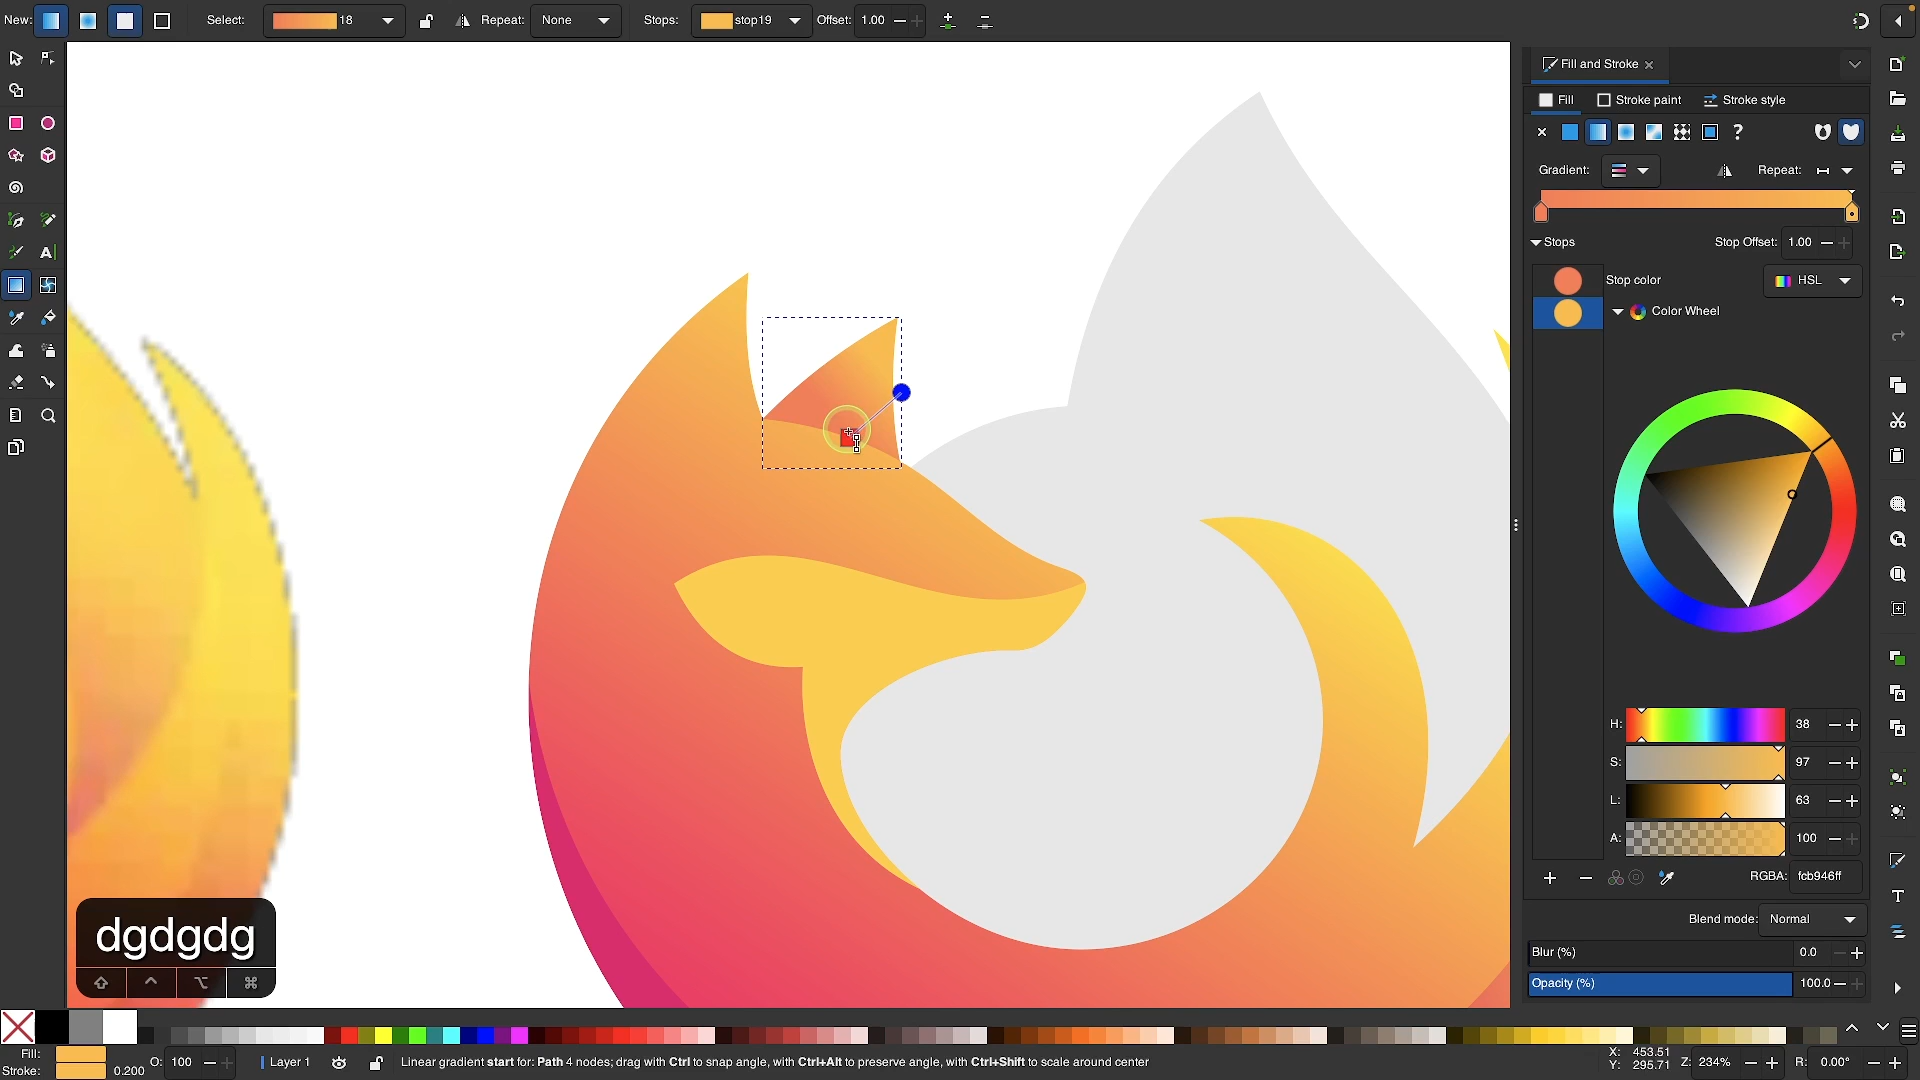 New: Select: 18 Repeat: None Stops: stop19 Offset: 1.00
Fill and Stroke
Fill Stroke paint Stroke style
?
Gradient: Repeat:
Stops Stop Offset: 1.00
Stop color HSL
Color Wheel
H: 38
S: 97
L: 63
A: 100
RGBA: fcb946ff
Blend mode: Normal
Blur (%) 0.0
Opacity (%) 100.0
dgdgdg
Fill: O: 100 Layer 1 Linear gradient start for: Path 4 nodes; drag with Ctrl to snap angle, with Ctrl+Alt to preserve angle, with Ctrl+Shift to scale around center X: 453.51 Z: 234% R: 0.00°
Stroke: 0.200 Y: 295.71